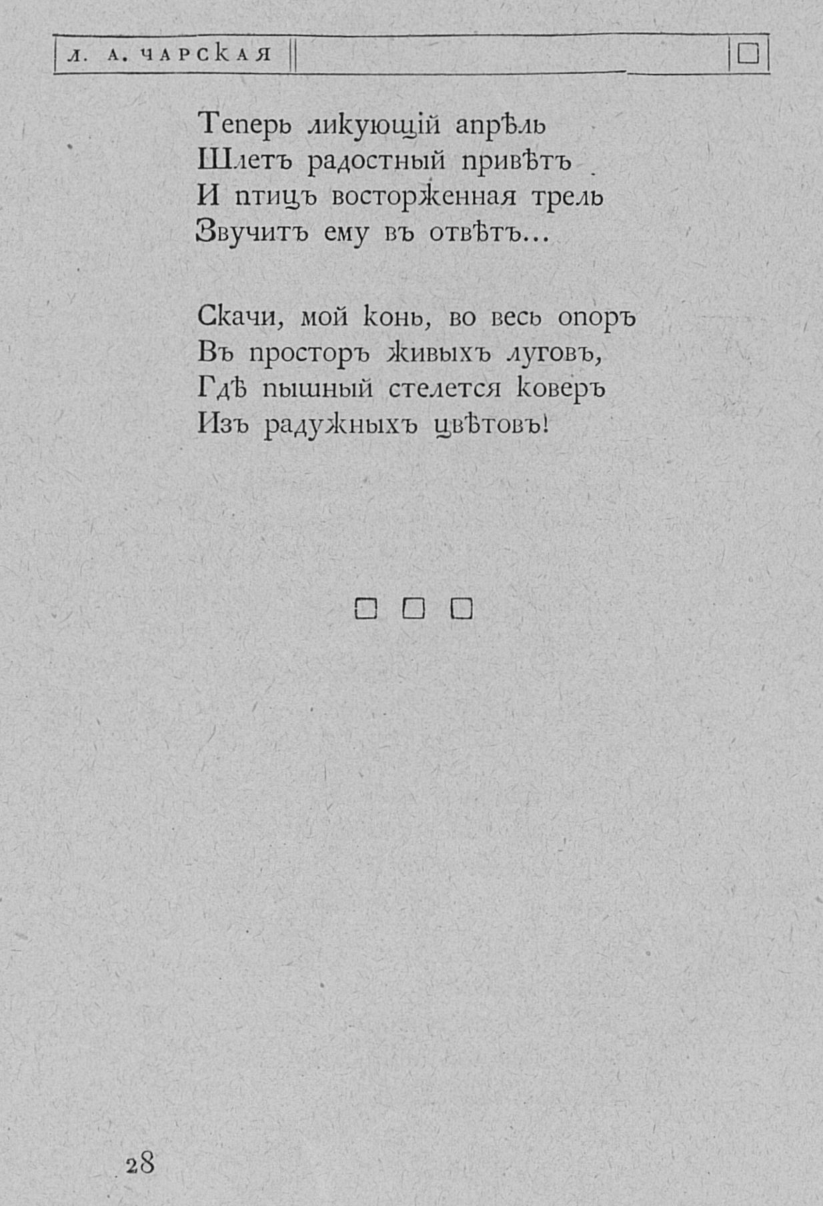 Л. А. ЧАРСКАЯ
Теперь ликующій апрѣль
Шлетъ радостный привѣтъ
И птицъ восторженная трель
Звучитъ ему въ отвѣтъ...
Скачи, мой конь, во весь опоръ
Въ просторъ живыхъ луговъ,
Гдѣ пышный стелется коверъ
Изъ радужныхъ цвѣтовъ!
28